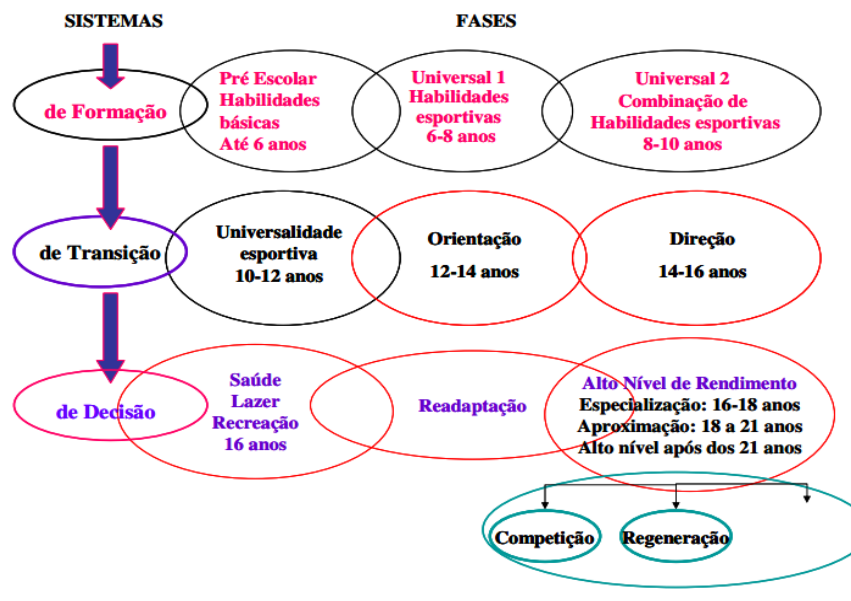 SISTEMAS
FASES
de Formação
Pré Escolar
Habilidades
básicas
Até 6 anos
Universal 1
Habilidades
esportivas
6-8 anos
Universal 2
Combinação de
Habilidades esportivas
8-10 anos
de Transição
Universalidade
esportiva
10-12 anos
Orientação
12-14 anos
Direção
14-16 anos
de Decisão
Saúde
Lazer
Recreação
16 anos
Readaptação
Alto Nível de Rendimento
Especialização: 16-18 anos
Aproximação: 18 a 21 anos
Alto nível após dos 21 anos
Competição
Regeneração